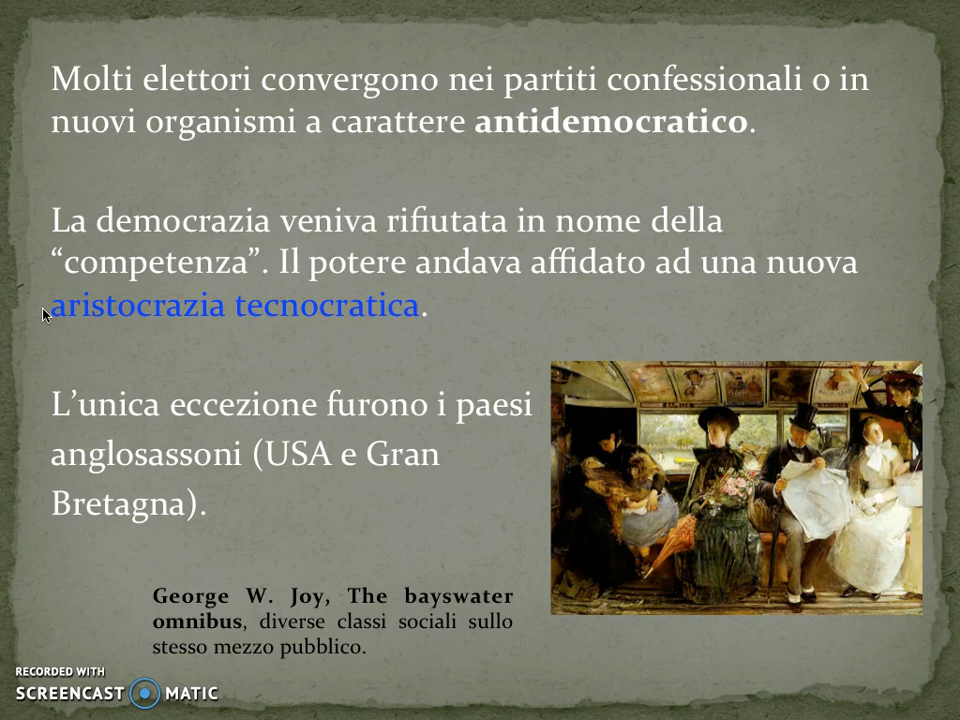 Molti elettori convergono nei partiti confessionali o in
nuovi organismi a carattere antidemocratico.
La democrazia veniva rifiutata in nome della
“competenza”. Il potere andava affidato ad una nuova
aristocrazia tecnocratica.
L’unica eccezione furono i paesi
anglosassoni (USA e Gran
Bretagna).
George W. Joy, The bayswater
omnibus, diverse classi sociali sullo
stesso mezzo pubblico.
RECORDED WITH
SCREENCAST MATIC